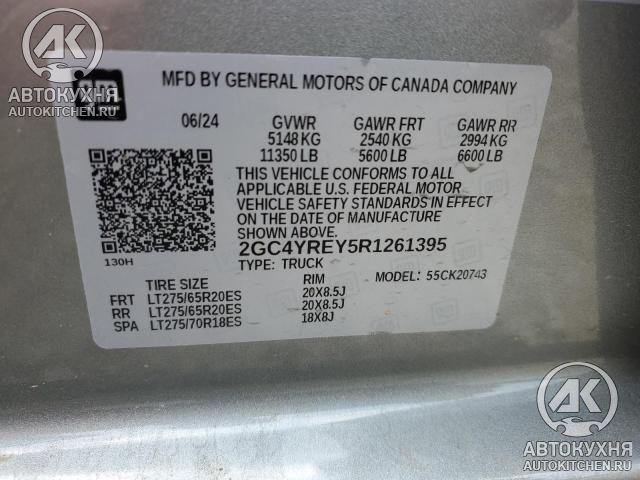 MFD BY GENERAL MOTORS OF CANADA COMPANY
06/24 GVWR GAWR FRT GAWR RR
5148 KG 2540 KG 2994 KG
11350 LB 5600 LB 6600 LB
THIS VEHICLE CONFORMS TO ALL
APPLICABLE U.S. FEDERAL MOTOR
VEHICLE SAFETY STANDARDS IN EFFECT
ON THE DATE OF MANUFACTURE
SHOWN ABOVE.
130H
2GC4YREY5R1261395
TYPE: TRUCK MODEL: 55CK20743
TIRE SIZE RIM
FRT LT275/65R20ES 20X8.5J
RR LT275/65R20ES 20X8.5J
SPA LT275/70R18ES 18X8J
АК
АВТОКУХНЯ
AUTOKITCHEN.RU
АК
АВТОКУХНЯ
AUTOKITCHEN.RU